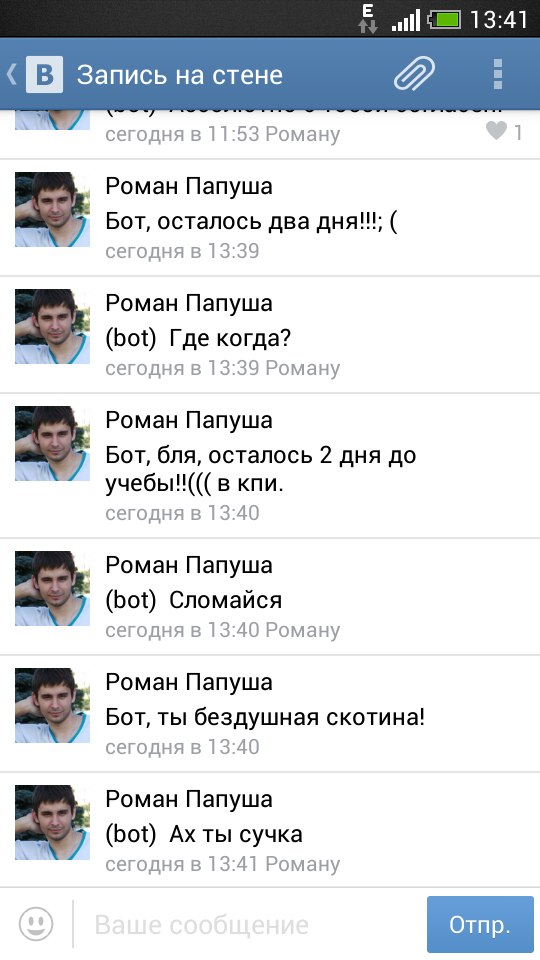 E
13:41
B Запись на стене
сегодня в 11:53 Роману 1
Роман Папуша
Бот, осталось два дня!!!; (
сегодня в 13:39
Роман Папуша
(bot) Где когда?
сегодня в 13:39 Роману
Роман Папуша
Бот, бля, осталось 2 дня до
учебы!!((( в кпи.
сегодня в 13:40
Роман Папуша
(bot) Сломайся
сегодня в 13:40 Роману
Роман Папуша
Бот, ты бездушная скотина!
сегодня в 13:40
Роман Папуша
(bot) Ах ты сучка
сегодня в 13:41 Роману
Ваше сообщение
Отпр.